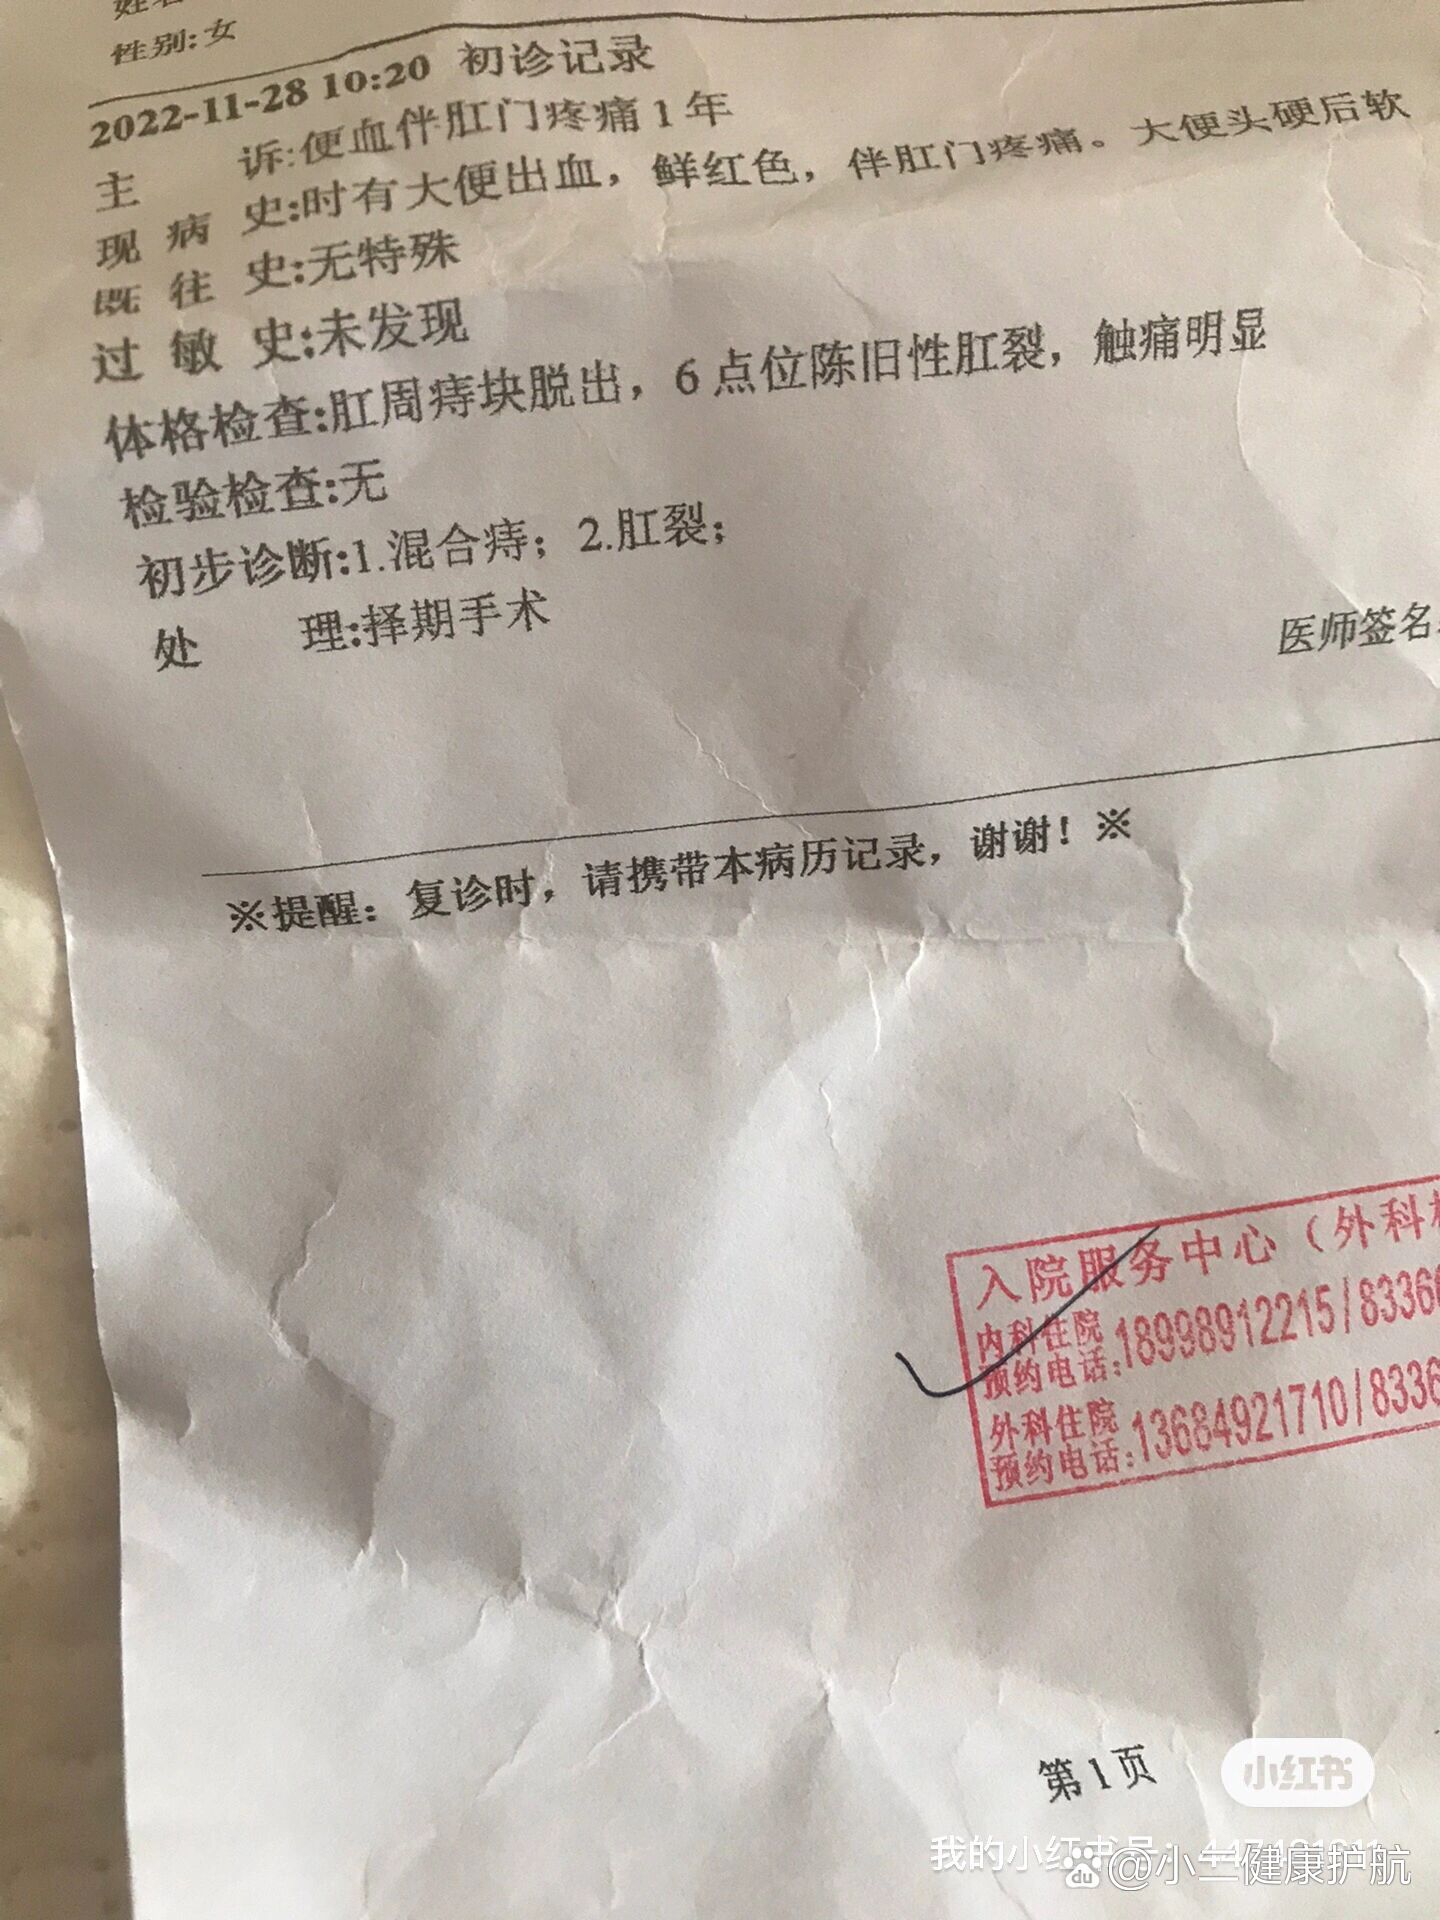 性别:女
2022-11-28 10:20 初诊记录
主 诉:便血伴肛门疼痛1年
现病史:时有大便出血，鲜红色，伴肛门疼痛。大便头硬后软
既往史:无特殊
过敏史:未发现
体格检查:肛周痔块脱出，6点位陈旧性肛裂，触痛明显
检验检查:无
初步诊断:1.混合痔；2.肛裂；
处 理:择期手术
医师签名
※提醒：复诊时，请携带本病历记录，谢谢！※
入院服务中心（外科
内科住院
预约电话:18998912215/8336
外科住院
预约电话:13684921710/8336
第1页
小红书
我的小红书号:
@小二健康护航